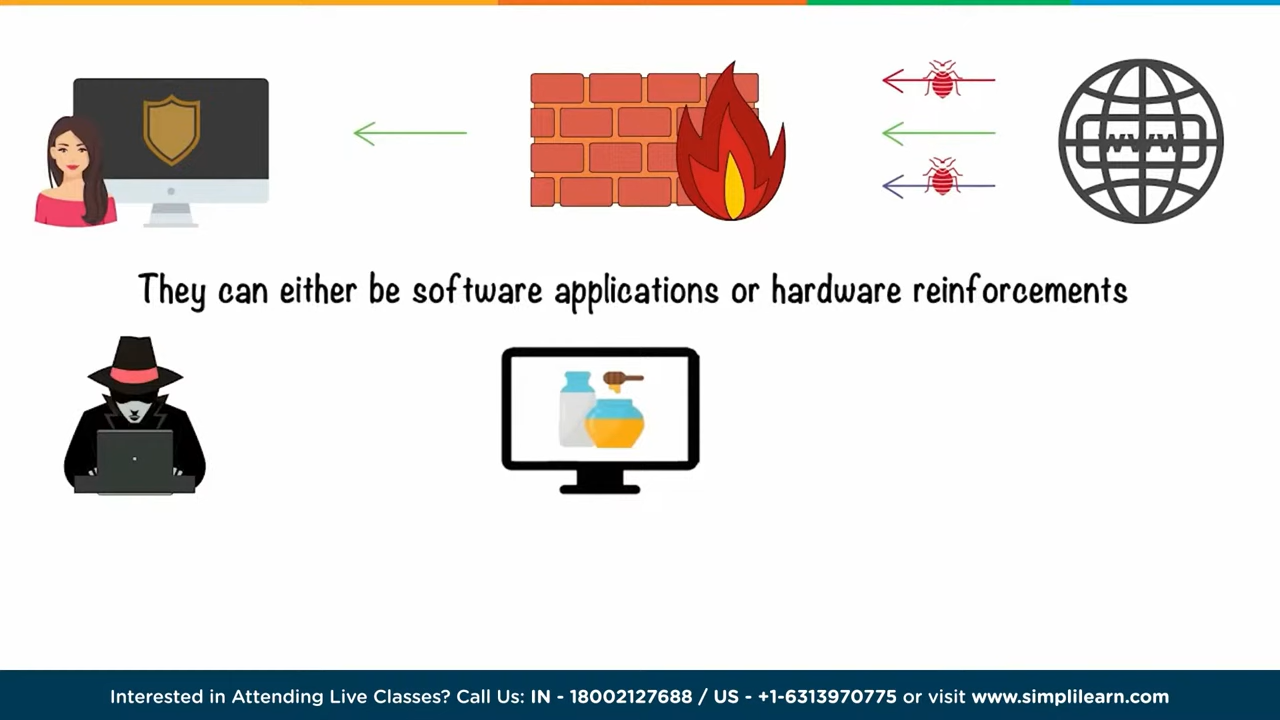 www
They can either be software applications or hardware reinforcements
Interested in Attending Live Classes? Call Us: IN - 18002127688 / US - +1-6313970775 or visit www.simplilearn.com